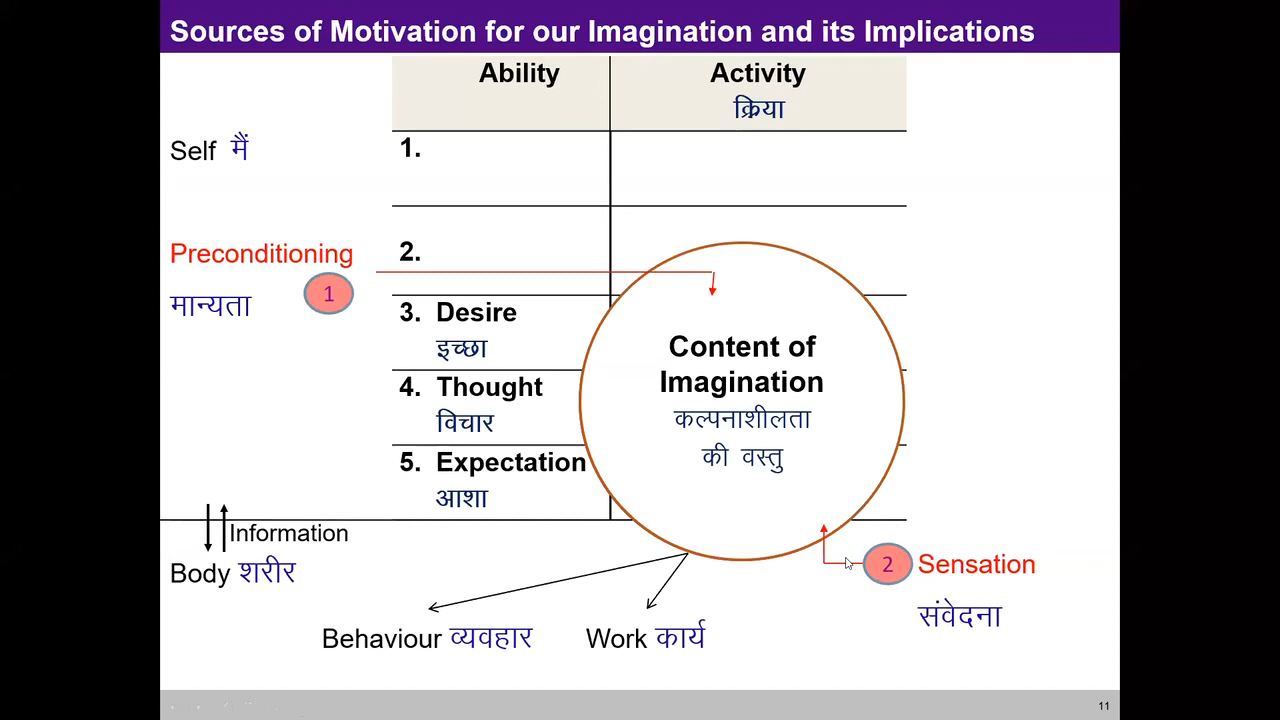 Sources of Motivation for our Imagination and its Implications
Ability
Activity
क्रिया
Self मैं
1.
Preconditioning
2.
मान्यता
1
3. Desire
इच्छा
4. Thought
विचार
5. Expectation
आशा
Content of
Imagination
कल्पनाशीलता
की वस्तु
Information
Body शरीर
2
Sensation
संवेदना
Behaviour व्यवहार
Work कार्य
11